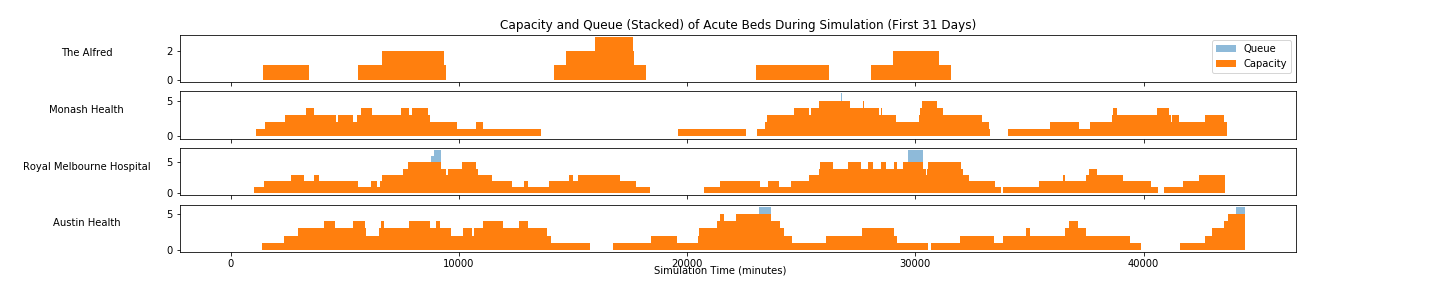 Capacity and Queue (Stacked) of Acute Beds During Simulation (First 31 Days)
The Alfred
2
0
Queue
Capacity
Monash Health
5
0
Royal Melbourne Hospital
5
0
Austin Health
5
0
0 10000 20000 30000 40000
Simulation Time (minutes)